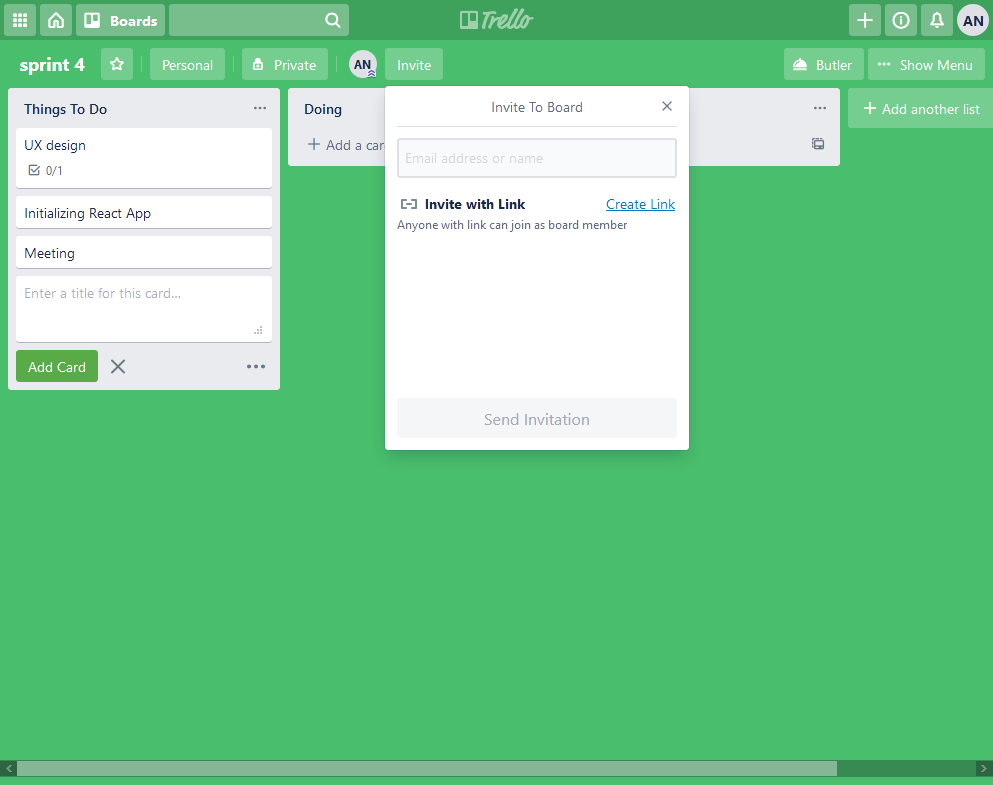 Boards
Trello
AN
sprint 4
Personal
Private
AN
Invite
Butler
Show Menu
Things To Do
UX design
0/1
Initializing React App
Meeting
Enter a title for this card...
Add Card
Doing
Add a car
Invite To Board
Email address or name
Invite with Link
Create Link
Anyone with link can join as board member
Send Invitation
Add another list